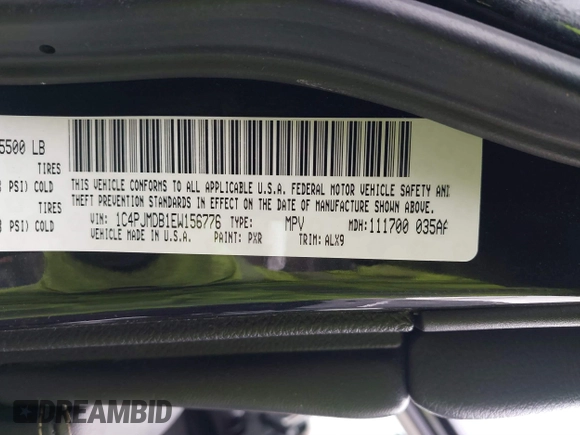 5500 LB
TIRES
PSI) COLD
TIRES
PSI) COLD
THIS VEHICLE CONFORMS TO ALL APPLICABLE U.S.A. FEDERAL MOTOR VEHICLE SAFETY AND
THEFT PREVENTION STANDARDS IN EFFECT ON THE DATE OF MANUFACTURE SHOWN ABOVE.
VIN: 1C4PJMDB1EW156776 TYPE: MPV MDH: 111700 035AA
VEHICLE MADE IN U.S.A. PAINT: PXR TRIM: ALX9
DREAMBID